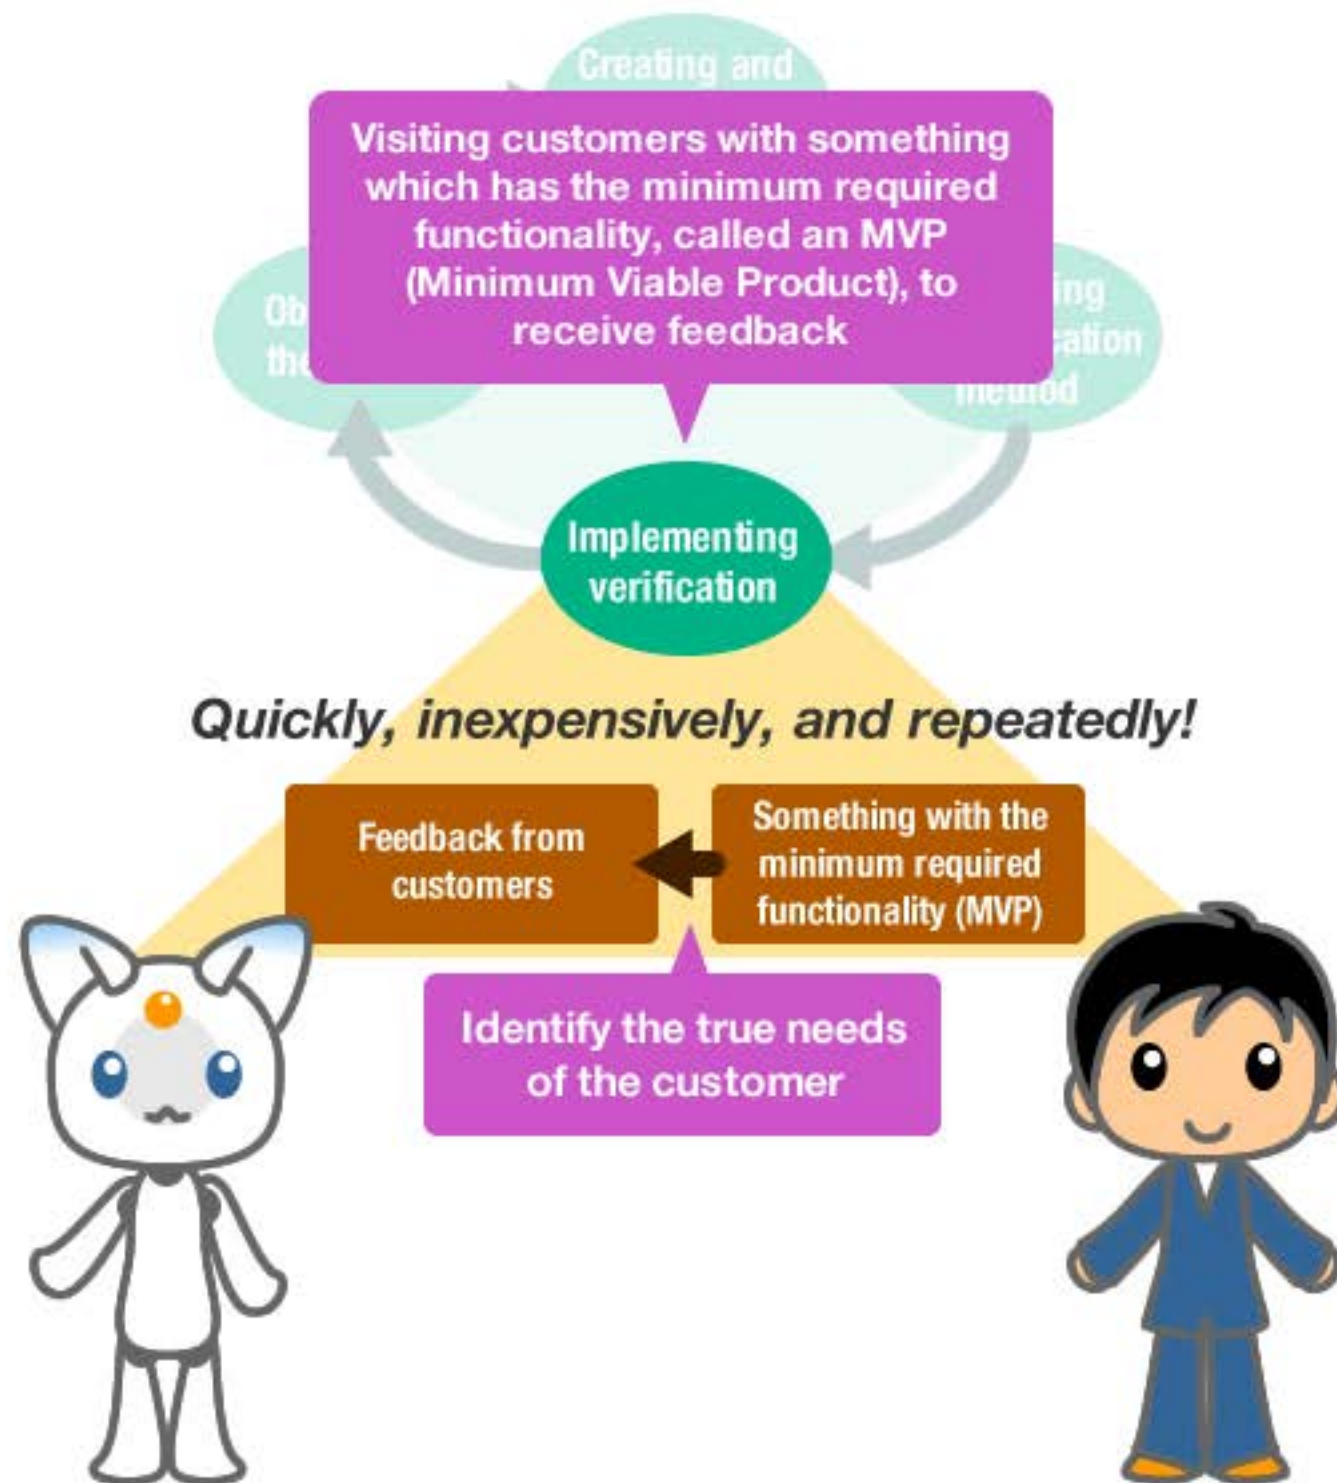 Creating and
Visiting customers with something
which has the minimum required
functionality, called an MVP
(Minimum Viable Product), to
receive feedback
method
Implementing
verification
Quickly, inexpensively, and repeatedly!
Feedback from
customers
Something with the
minimum required
functionality (MVP)
Identify the true needs
of the customer